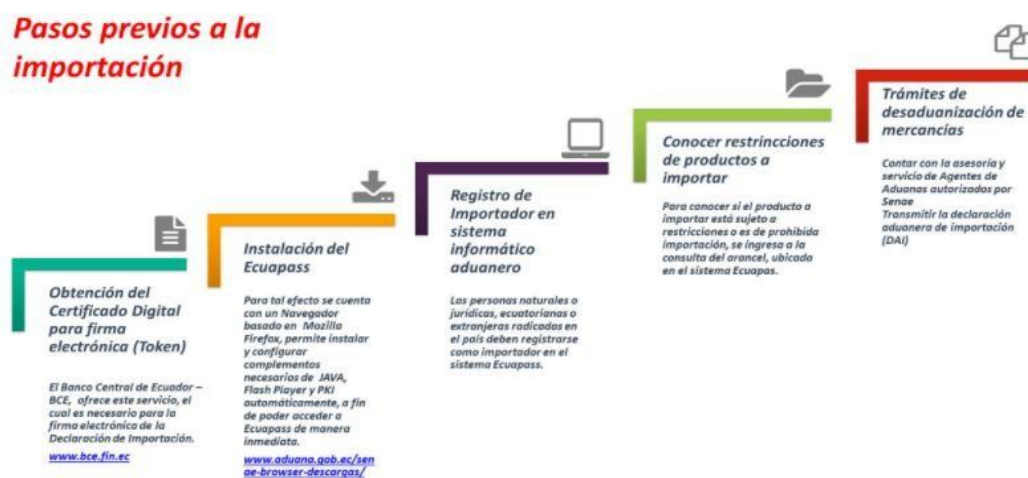 Pasos previos a la
importación
Obtención del
Certificado Digital
para firma
electrónica (Token)
El Banco Central de Ecuador –
BCE, ofrece este servicio, el
cual es necesario para la
firma electrónica de la
Declaración de Importación.
www.bce.fin.ec
Instalación del
Ecuapass
Para tal efecto se cuenta
con un Navegador
basado en Mozilla
Firefox, permite instalar
y configurar
complementos
necesarios de JAVA,
Flash Player y PKI
automáticamente, a fin
de poder acceder a
Ecuapass de manera
inmediata.
www.aduana.gob.ec/sen
ae-browser-descargas/
Registro de
Importador en
sistema
informático
aduanero
Las personas naturales o
jurídicas, ecuatorianas o
extranjeras radicadas en
el país deben registrarse
como importador en el
sistema Ecuapass.
Conocer restrincciones
de productos a
importar
Para conocer si el producto a
importar está sujeto a
restricciones o es de prohibida
importación, se ingresa a la
consulta del arancel, ubicada
en el sistema Ecuapas.
Trámites de
desaduanización de
mercancías
Contar con la asesoría y
servicio de Agentes de
Aduanas autorizados por
Senae
Transmitir la declaración
aduanera de importación
(DAI)